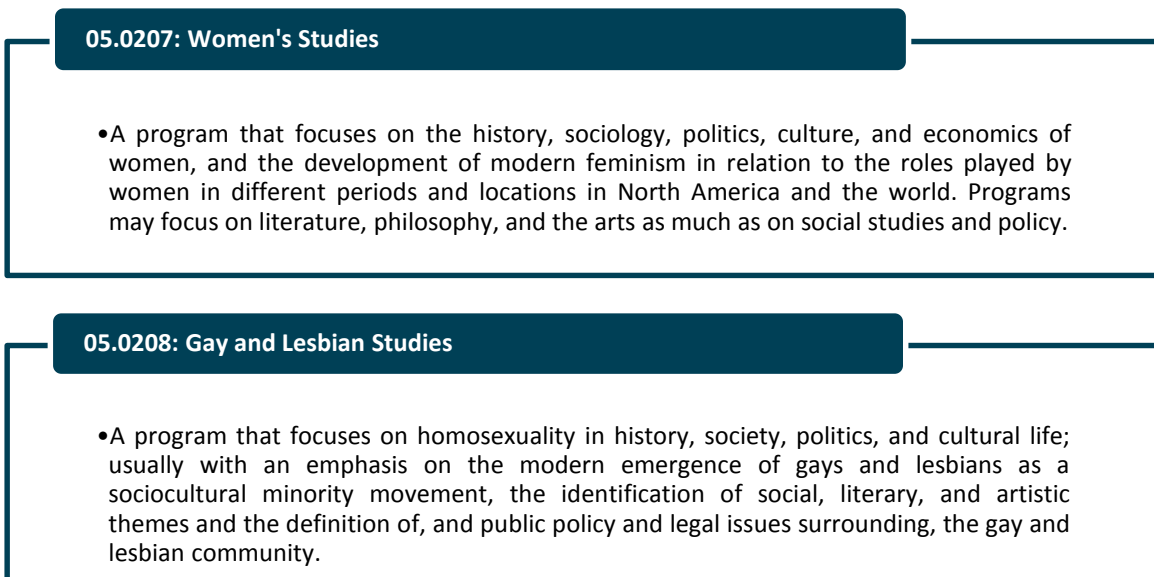 05.0207: Women's Studies
•A program that focuses on the history, sociology, politics, culture, and economics of
women, and the development of modern feminism in relation to the roles played by
women in different periods and locations in North America and the world. Programs
may focus on literature, philosophy, and the arts as much as on social studies and policy.
05.0208: Gay and Lesbian Studies
•A program that focuses on homosexuality in history, society, politics, and cultural life;
usually with an emphasis on the modern emergence of gays and lesbians as a
sociocultural minority movement, the identification of social, literary, and artistic
themes and the definition of, and public policy and legal issues surrounding, the gay and
lesbian community.